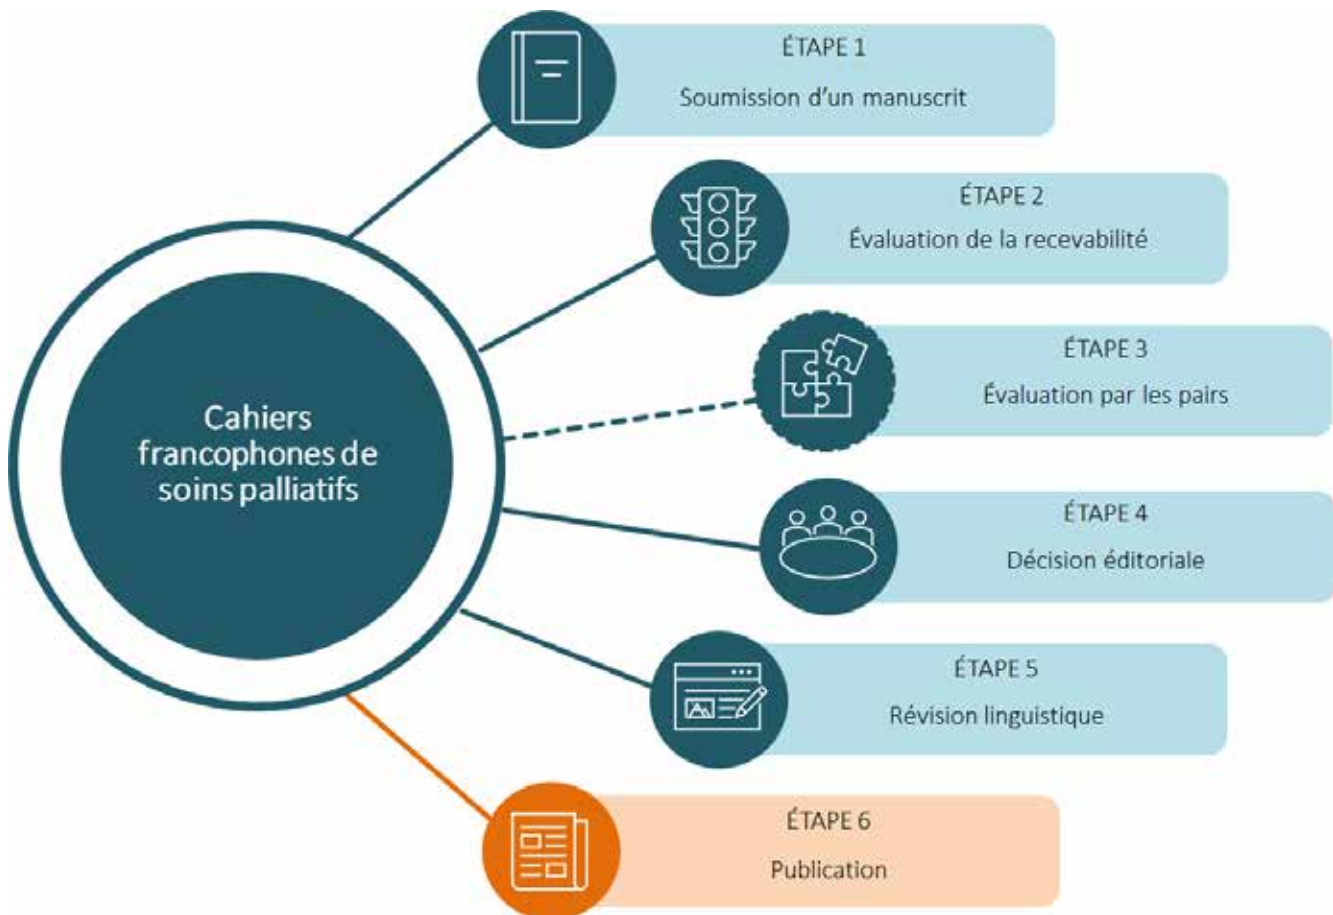 ÉTAPE 1
Soumission d'un manuscrit
ÉTAPE 2
Évaluation de la recevabilité
ÉTAPE 3
Évaluation par les pairs
Cahiers
francophones de
soins palliatifs
ÉTAPE 4
Décision éditoriale
ÉTAPE 5
Révision linguistique
ÉTAPE 6
Publication